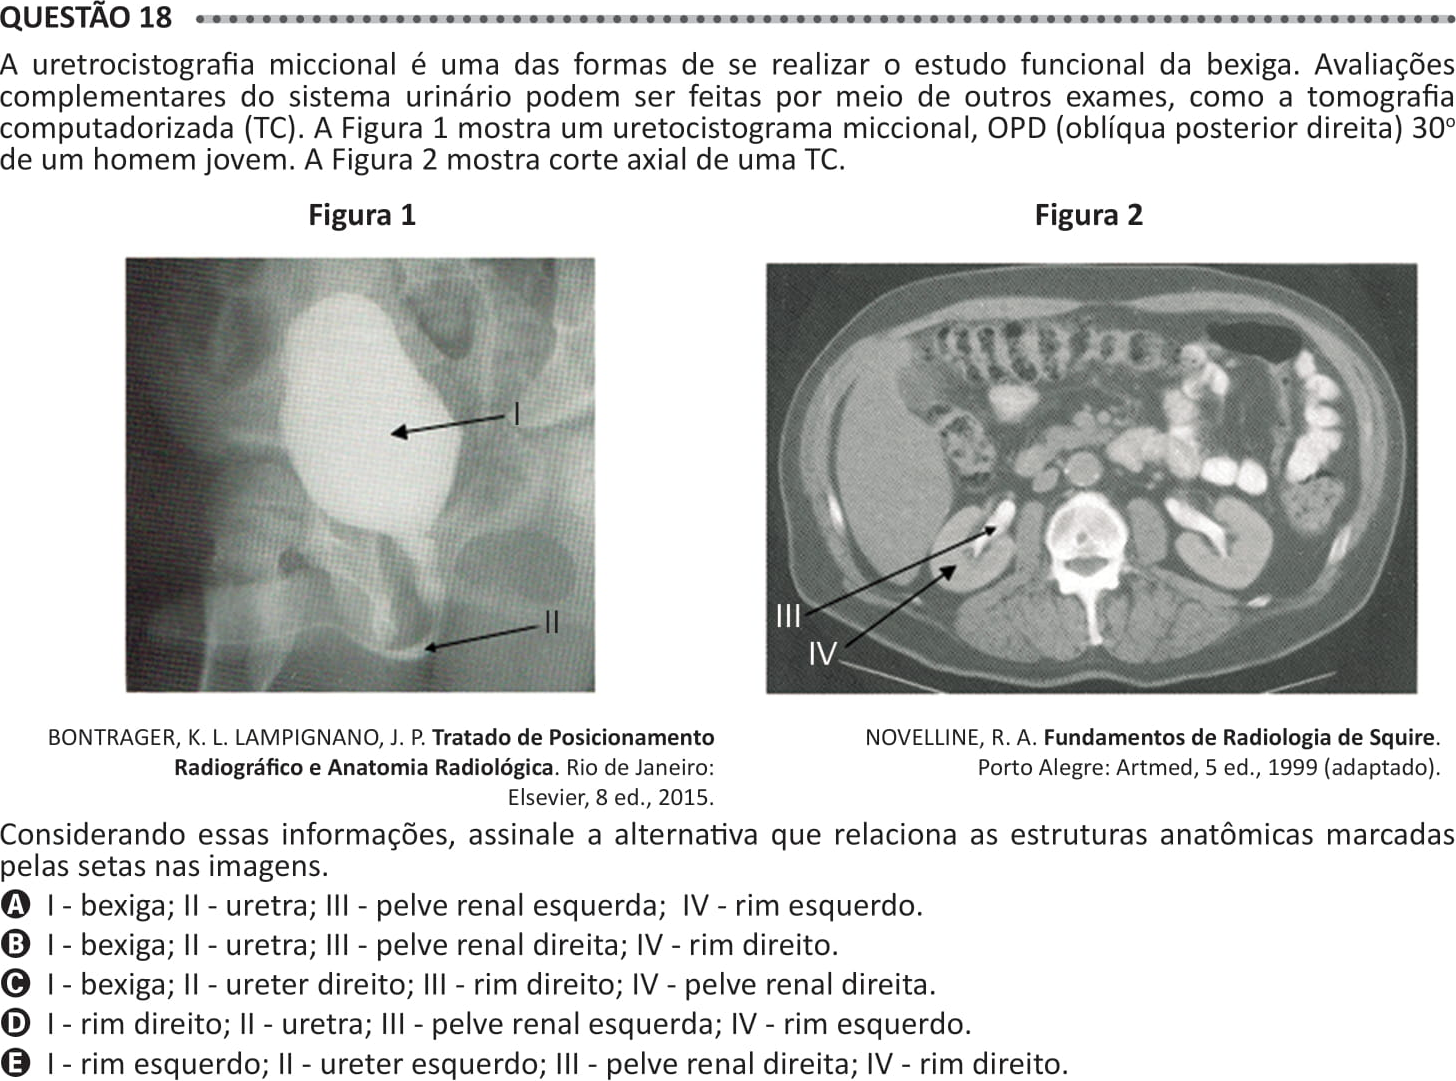 QUESTÃO 18
A uretrocistografia miccional é uma das formas de se realizar o estudo funcional da bexiga. Avaliações
complementares do sistema urinário podem ser feitas por meio de outros exames, como a tomografia
computadorizada (TC). A Figura 1 mostra um uretocistograma miccional, OPD (oblíqua posterior direita) 30º
de um homem jovem. A Figura 2 mostra corte axial de uma TC.
Figura 1
Figura 2
I
II
III
IV
BONTRAGER, K. L. LAMPIGNANO, J. P. Tratado de Posicionamento
Radiográfico e Anatomia Radiológica. Rio de Janeiro:
Elsevier, 8 ed., 2015.
NOVELLINE, R. A. Fundamentos de Radiologia de Squire.
Porto Alegre: Artmed, 5 ed., 1999 (adaptado).
Considerando essas informações, assinale a alternativa que relaciona as estruturas anatômicas marcadas
pelas setas nas imagens.
A I - bexiga; II - uretra; III - pelve renal esquerda; IV - rim esquerdo.
B I - bexiga; II - uretra; III - pelve renal direita; IV - rim direito.
C I - bexiga; II - ureter direito; III - rim direito; IV - pelve renal direita.
D I - rim direito; II - uretra; III - pelve renal esquerda; IV - rim esquerdo.
E I - rim esquerdo; II - ureter esquerdo; III - pelve renal direita; IV - rim direito.